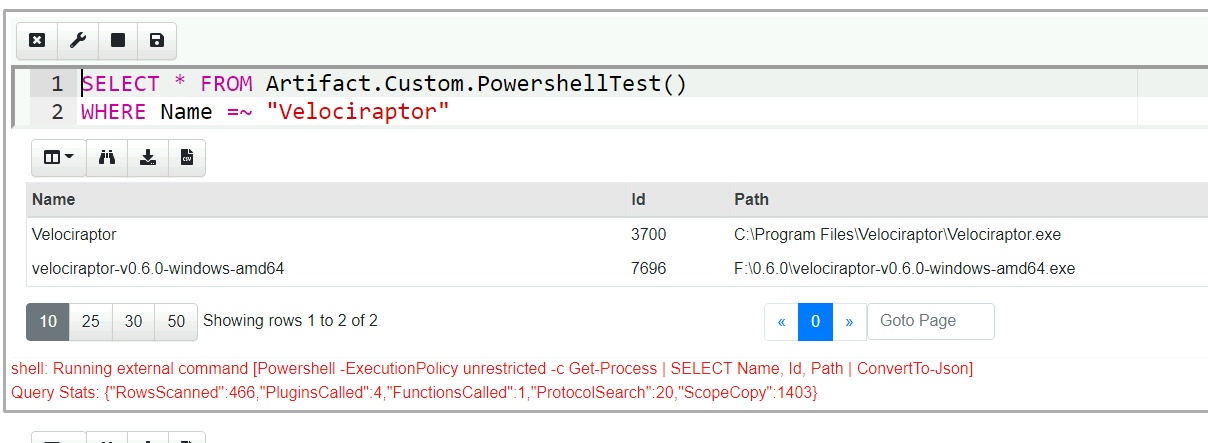 1 SELECT * FROM Artifact.Custom.PowershellTest()
2 WHERE Name =~ "Velociraptor"
Name Id Path
Velociraptor 3700 C:\Program Files\Velociraptor\Velociraptor.exe
velociraptor-v0.6.0-windows-amd64 7696 F:\0.6.0\velociraptor-v0.6.0-windows-amd64.exe
10 25 30 50 Showing rows 1 to 2 of 2 « 0 » Goto Page
shell: Running external command [Powershell -ExecutionPolicy unrestricted -c Get-Process | SELECT Name, Id, Path | ConvertTo-Json]
Query Stats: {"RowsScanned":466,"PluginsCalled":4,"FunctionsCalled":1,"ProtocolSearch":20,"ScopeCopy":1403}